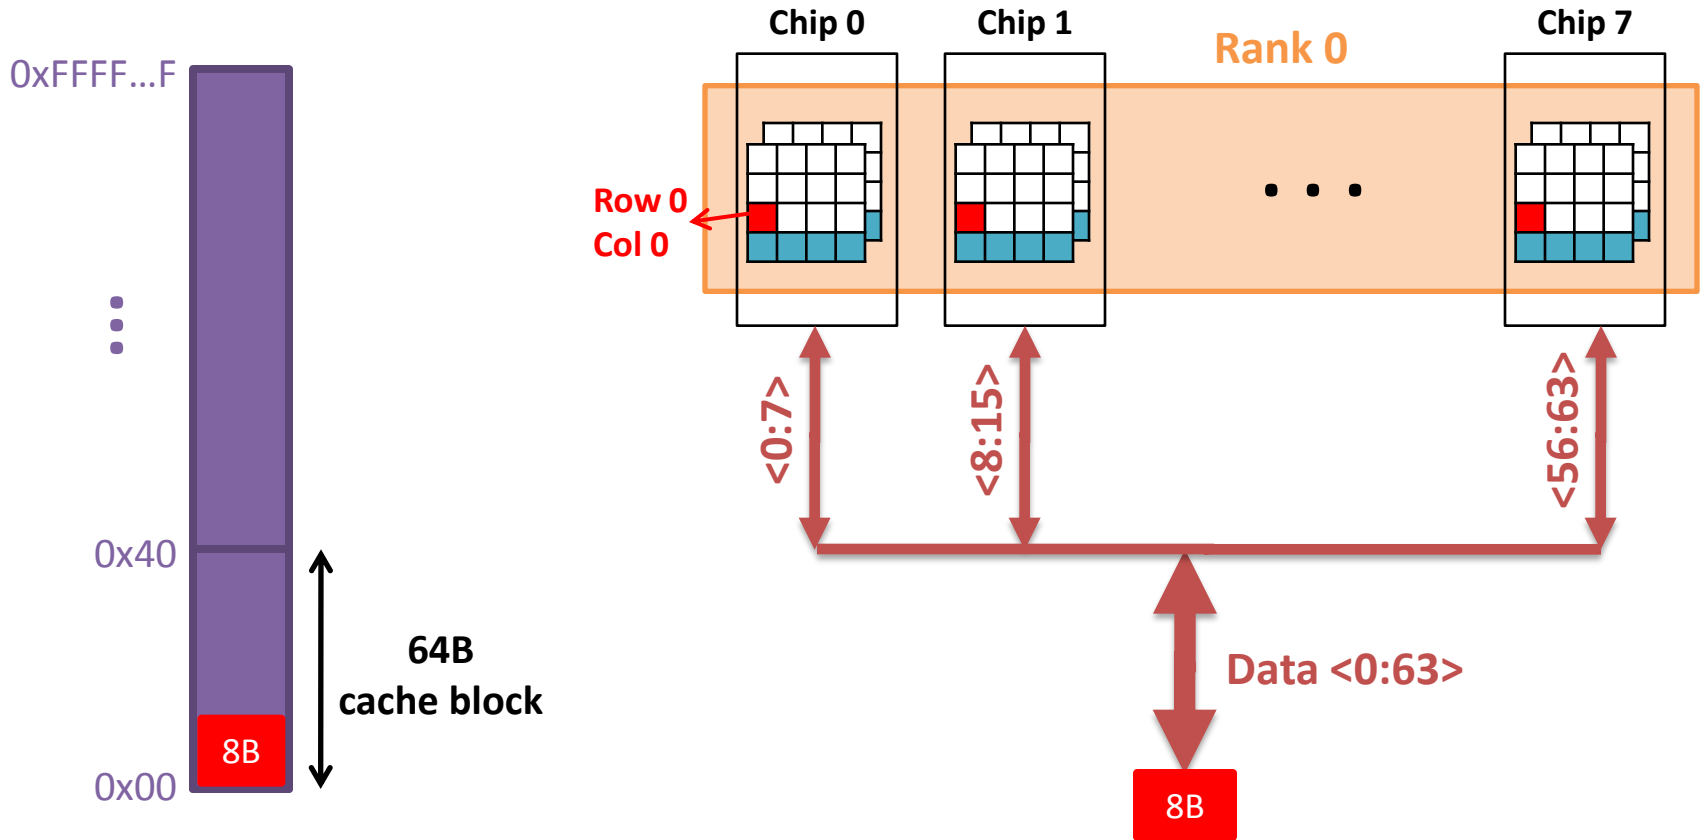 0xFFFF...F
0x40
0x00
8B
64B
cache block
Chip 0
Chip 1
Chip 7
Rank 0
Row 0
Col 0
<0:7>
<8:15>
<56:63>
Data <0:63>
8B